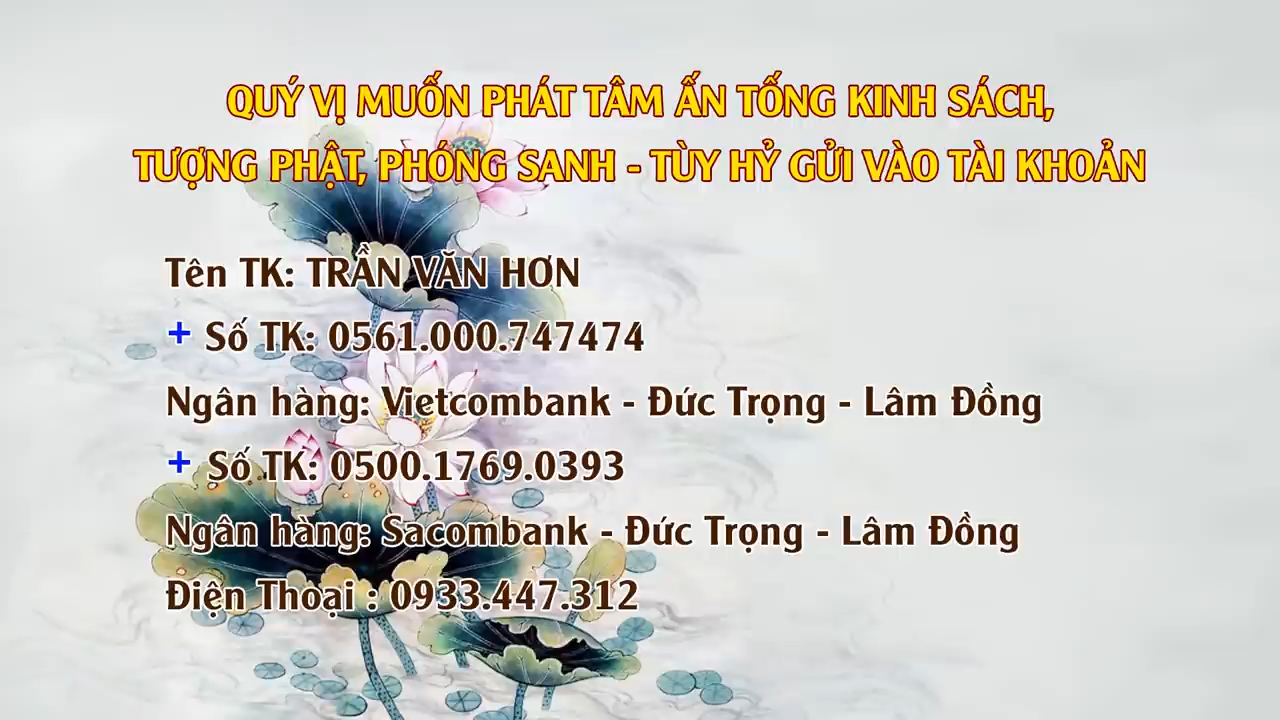 QUÝ VỊ MUỐN PHÁT TÂM ẤN TỐNG KINH SÁCH,
TƯỢNG PHẬT, PHÓNG SANH - TÙY HỶ GỬI VÀO TÀI KHOẢN
Tên TK: TRẦN VĂN HƠN
+ Số TK: 0561.000.747474
Ngân hàng: Vietcombank - Đức Trọng - Lâm Đồng
+ Số TK: 0500.1769.0393
Ngân hàng: Sacombank - Đức Trọng - Lâm Đồng
Điện Thoại : 0933.447.312